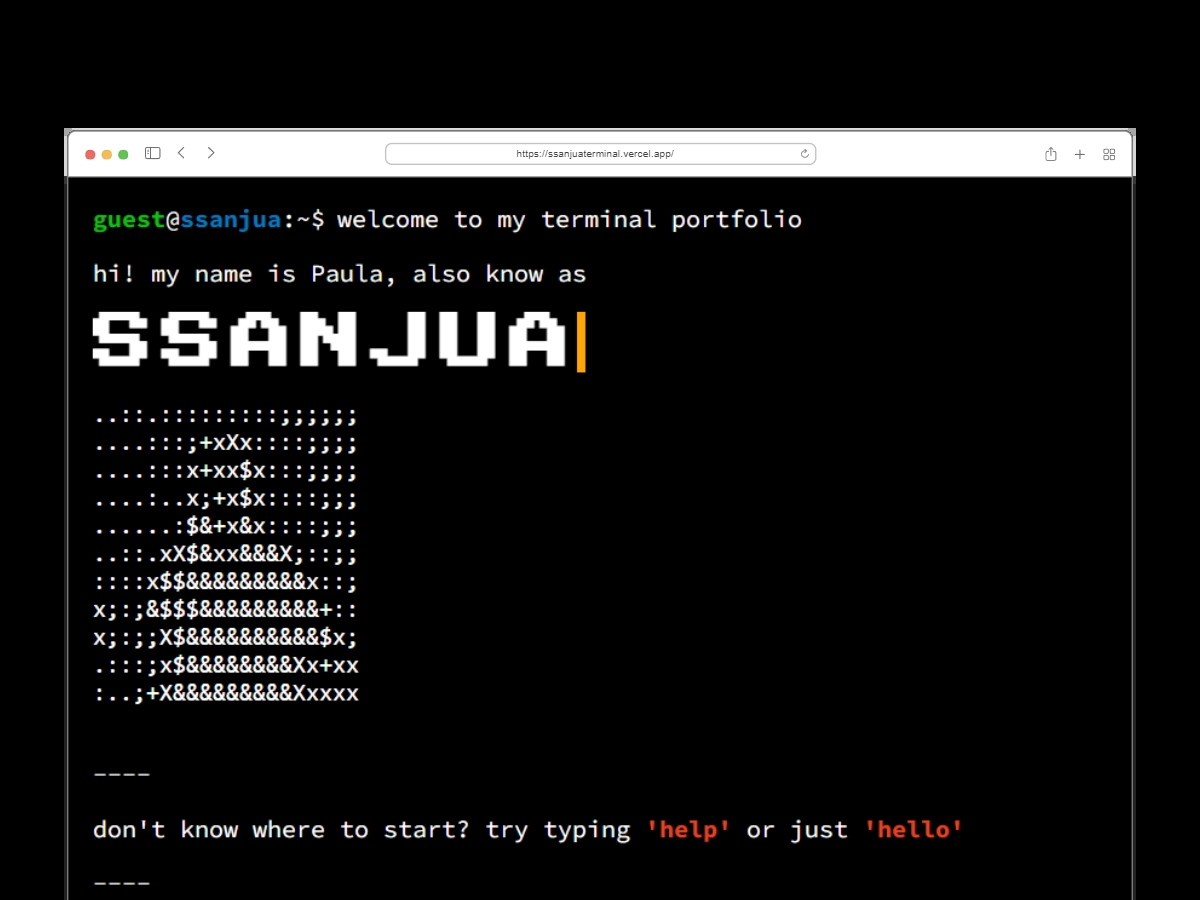 https://ssanjuaterminal.vercel.app/
guest@ssanjua:~$ welcome to my terminal portfolio
hi! my name is Paula, also know as
SSANJUA
..::.:::::::::;;;;;;
....:::;+xXx::::;;;;
....:::x+xx$x:::;;;;
....:..x;+x$x::::;;;
......:$&+x&x::::;;;
..::.xX$&xx&&&X;::;;
::::x$$&&&&&&&&&x::;
x;:;&$$$&&&&&&&&&+::
x;:;;X$&&&&&&&&&&$x;
.:::;x$&&&&&&&&Xx+xx
:..;+X&&&&&&&&&Xxxxx
----
don't know where to start? try typing 'help' or just 'hello'
----